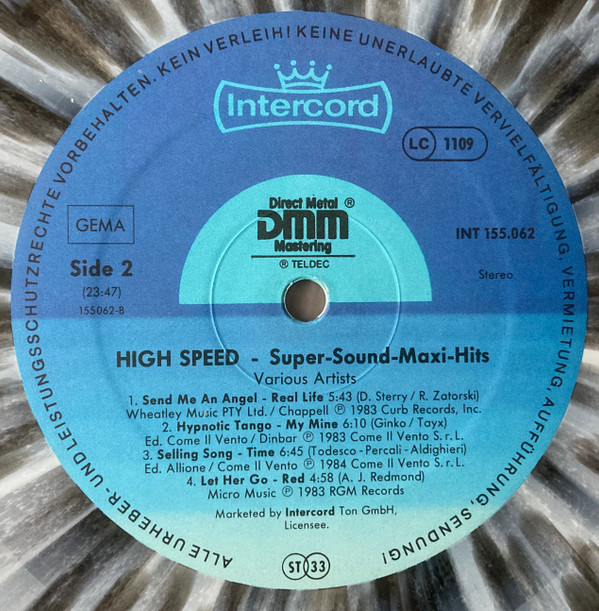 ALLE URHEBER- UND LEISTUNGSSCHUTZRECHTE VORBEHALTEN. KEIN VERLEIH! KEINE UNERLAUBTE VERVIELFÄLTIGUNG, VERMIETUNG, AUFFÜHRUNG, SENDUNG!
Intercord
LC 1109
GEMA
Direct Metal ®
DMM
Mastering
® TELDEC
INT 155.062
Side 2
Stereo
(23:47)
155062-B
HIGH SPEED - Super-Sound-Maxi-Hits
Various Artists
1. Send Me An Angel - Real Life 5:43 (D. Sterry / R. Zatorski)
Wheatley Music PTY Ltd. / Chappell ℗ 1983 Curb Records, Inc.
2. Hypnotic Tango - My Mine 6:10 (Ginko / Tayx)
Ed. Come Il Vento / Dinbar ℗ 1983 Come Il Vento S. r. L.
3. Selling Song - Time 6:45 (Todesco - Percali - Aldighieri)
Ed. Allione / Come Il Vento ℗ 1984 Come Il Vento S. r. L.
4. Let Her Go - Red 4:58 (A. J. Redmond)
Micro Music ℗ 1983 RGM Records
Marketed by Intercord Ton GmbH,
Licensee.
ST 33